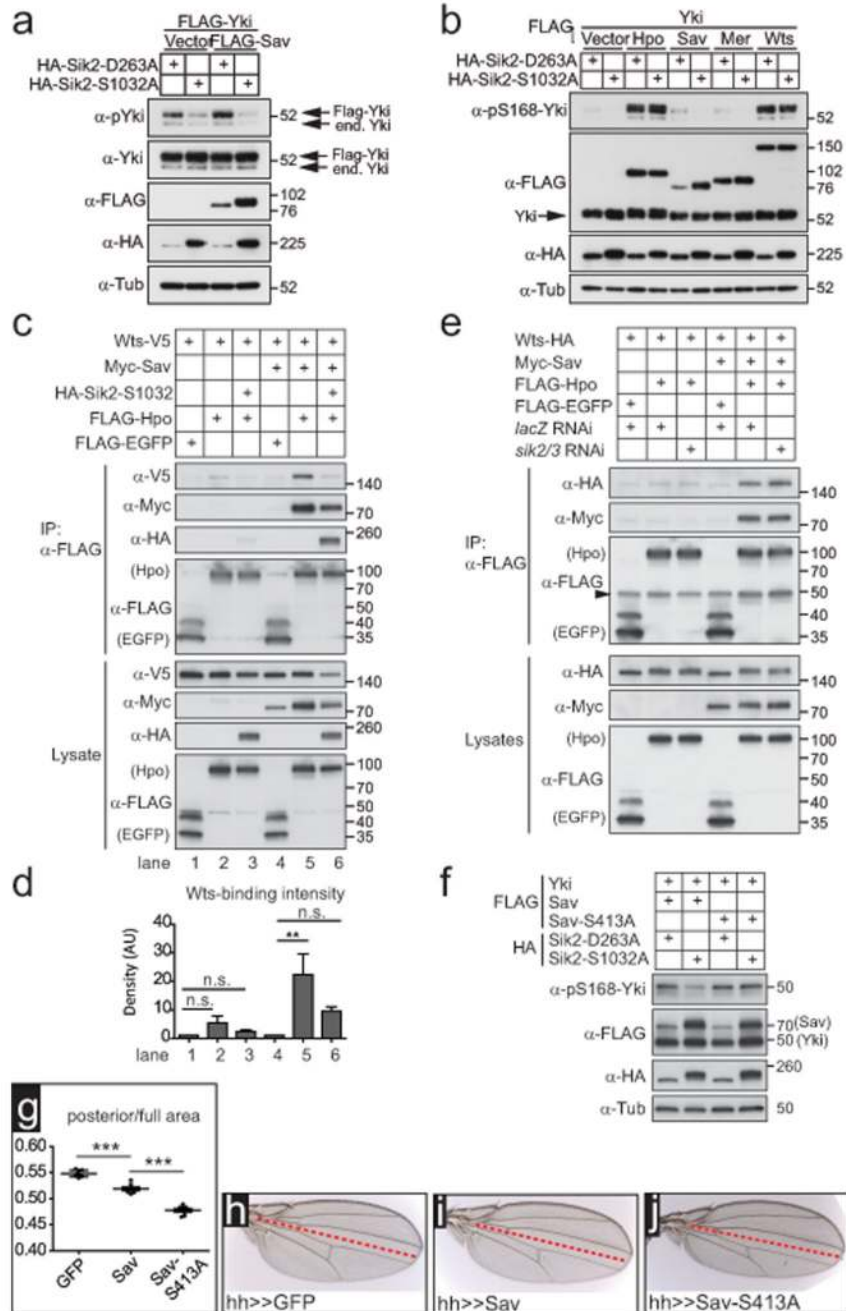 a
FLAG-Yki
Vector FLAG-Sav
HA-Sik2-D263A + +
HA-Sik2-S1032A + +
α-pYki 52 Flag-Yki
end. Yki
α-Yki 52 Flag-Yki
end. Yki
α-FLAG 102
76
α-HA 225
α-Tub 52
b
FLAG Yki
Vector Hpo Sav Mer Wts
HA-Sik2-D263A + + + + +
HA-Sik2-S1032A + + + + +
α-pS168-Yki 52
150
α-FLAG 102
76
Yki 52
α-HA 225
α-Tub 52
c
Wts-V5 + + + + + +
Myc-Sav + + +
HA-Sik2-S1032 + +
FLAG-Hpo + + + +
FLAG-EGFP + +
IP: α-FLAG
α-V5 140
α-Myc 70
α-HA 260
(Hpo) 100
70
α-FLAG 50
40
(EGFP) 35
Lysate
α-V5 140
α-Myc 70
α-HA 260
(Hpo) 100
70
α-FLAG 50
40
(EGFP) 35
lane 1 2 3 4 5 6
d
Wts-binding intensity
Density (AU)
40
30
20
10
0
n.s.
n.s.
**
n.s.
lane 1 2 3 4 5 6
e
Wts-HA + + + + + +
Myc-Sav + + +
FLAG-Hpo + + + +
FLAG-EGFP + +
lacZ RNAi + + + +
sik2/3 RNAi + +
IP: α-FLAG
α-HA 140
α-Myc 70
(Hpo) 100
70
α-FLAG 50
40
(EGFP) 35
Lysates
α-HA 140
α-Myc 70
(Hpo) 100
70
α-FLAG 50
40
(EGFP) 35
f
FLAG
Yki + + + +
Sav + +
Sav-S413A + +
HA
Sik2-D263A + +
Sik2-S1032A + +
α-pS168-Yki 50
α-FLAG 70 (Sav)
50 (Yki)
α-HA 260
α-Tub 50
g
posterior/full area
0.60
0.55
0.50
0.45
0.40
***
***
GFP
Sav
Sav-S413A
h
hh>>GFP
i
hh>>Sav
j
hh>>Sav-S413A